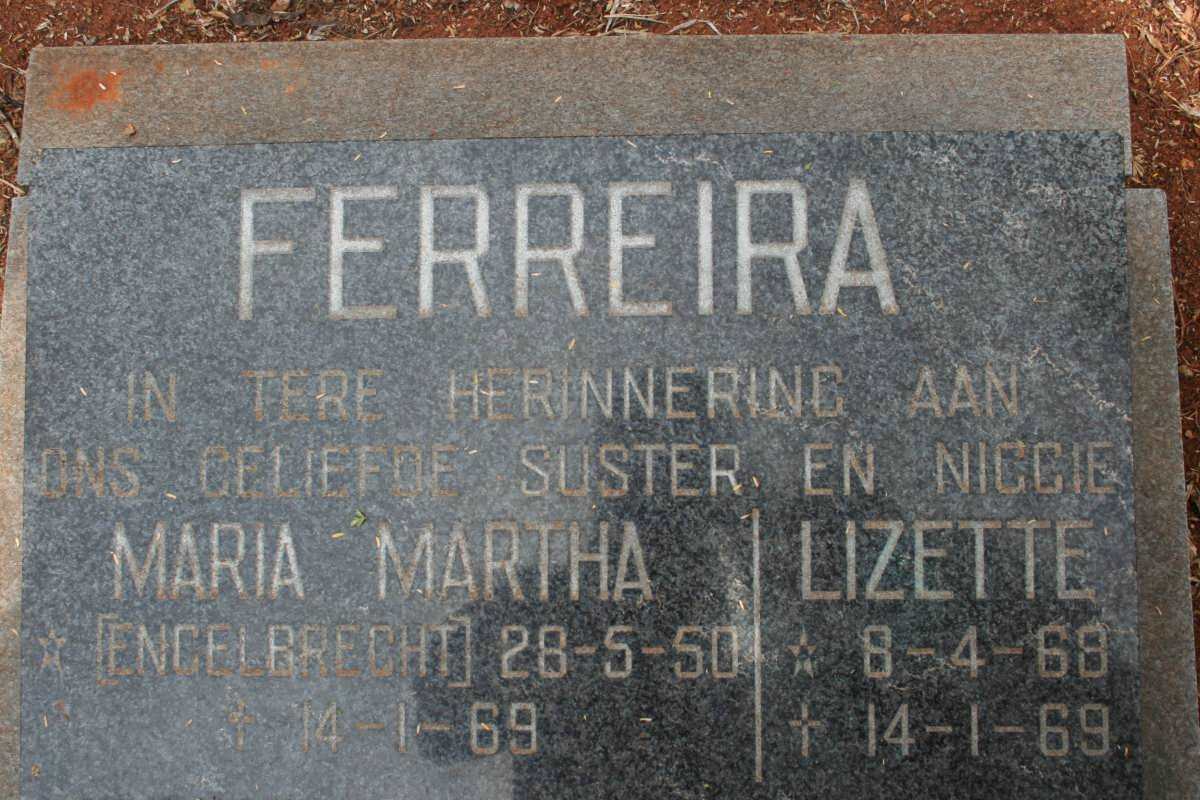 FERREIRA
IN TERE HERINNERING AAN
ONS GELIEFDE SUSTER EN NIGGIE
MARIA MARTHA
[ENGELBRECHT] 28-5-50
† 14-1-69
LIZETTE
8-4-68
† 14-1-69